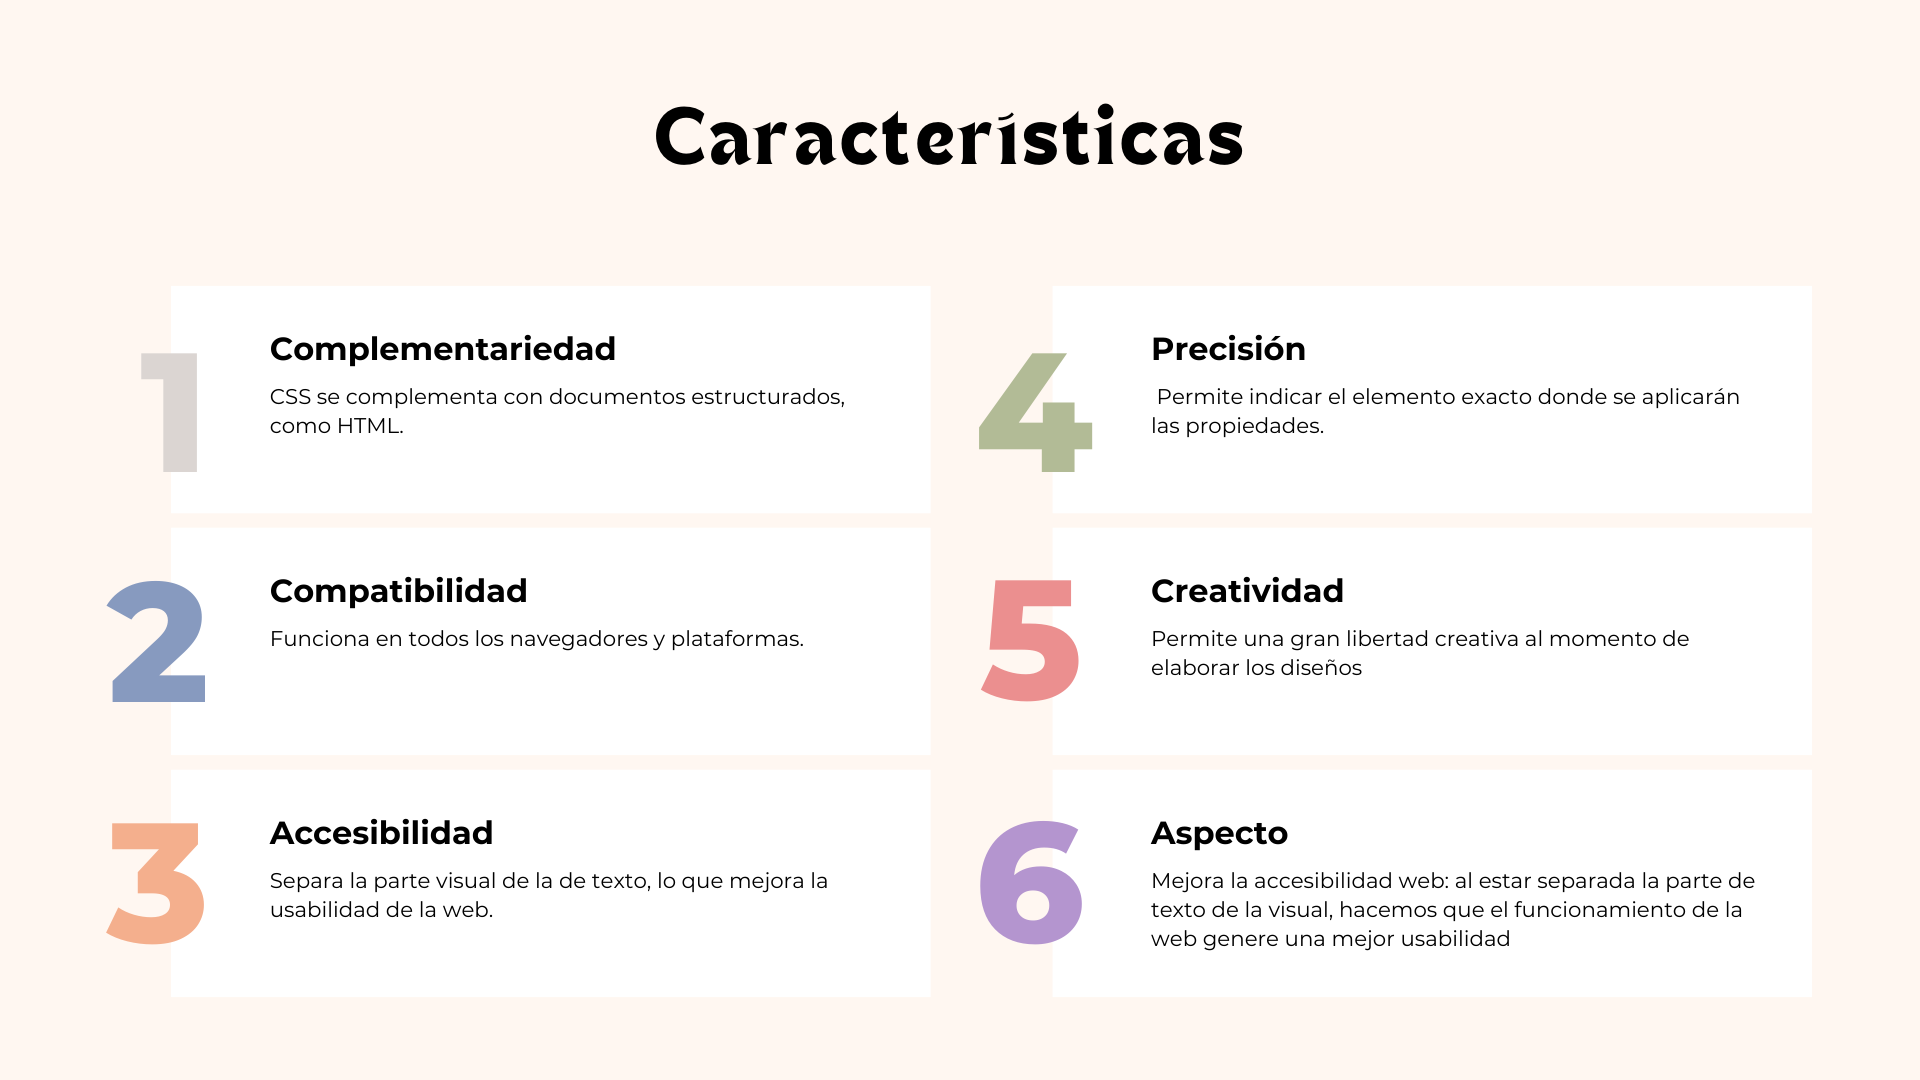 Características
1
Complementariedad
CSS se complementa con documentos estructurados,
como HTML.
2
Compatibilidad
Funciona en todos los navegadores y plataformas.
3
Accesibilidad
Separa la parte visual de la de texto, lo que mejora la
usabilidad de la web.
4
Precisión
Permite indicar el elemento exacto donde se aplicarán
las propiedades.
5
Creatividad
Permite una gran libertad creativa al momento de
elaborar los diseños
6
Aspecto
Mejora la accesibilidad web: al estar separada la parte de
texto de la visual, hacemos que el funcionamiento de la
web genere una mejor usabilidad